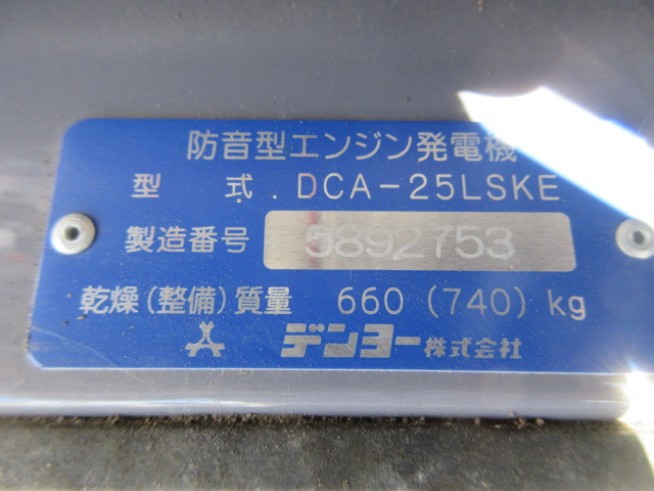 防音型エンジン発電機
型 式 . DCA-25LSKE
製造番号 5892753
乾燥(整備)質量 660 (740) kg
デンヨー株式会社